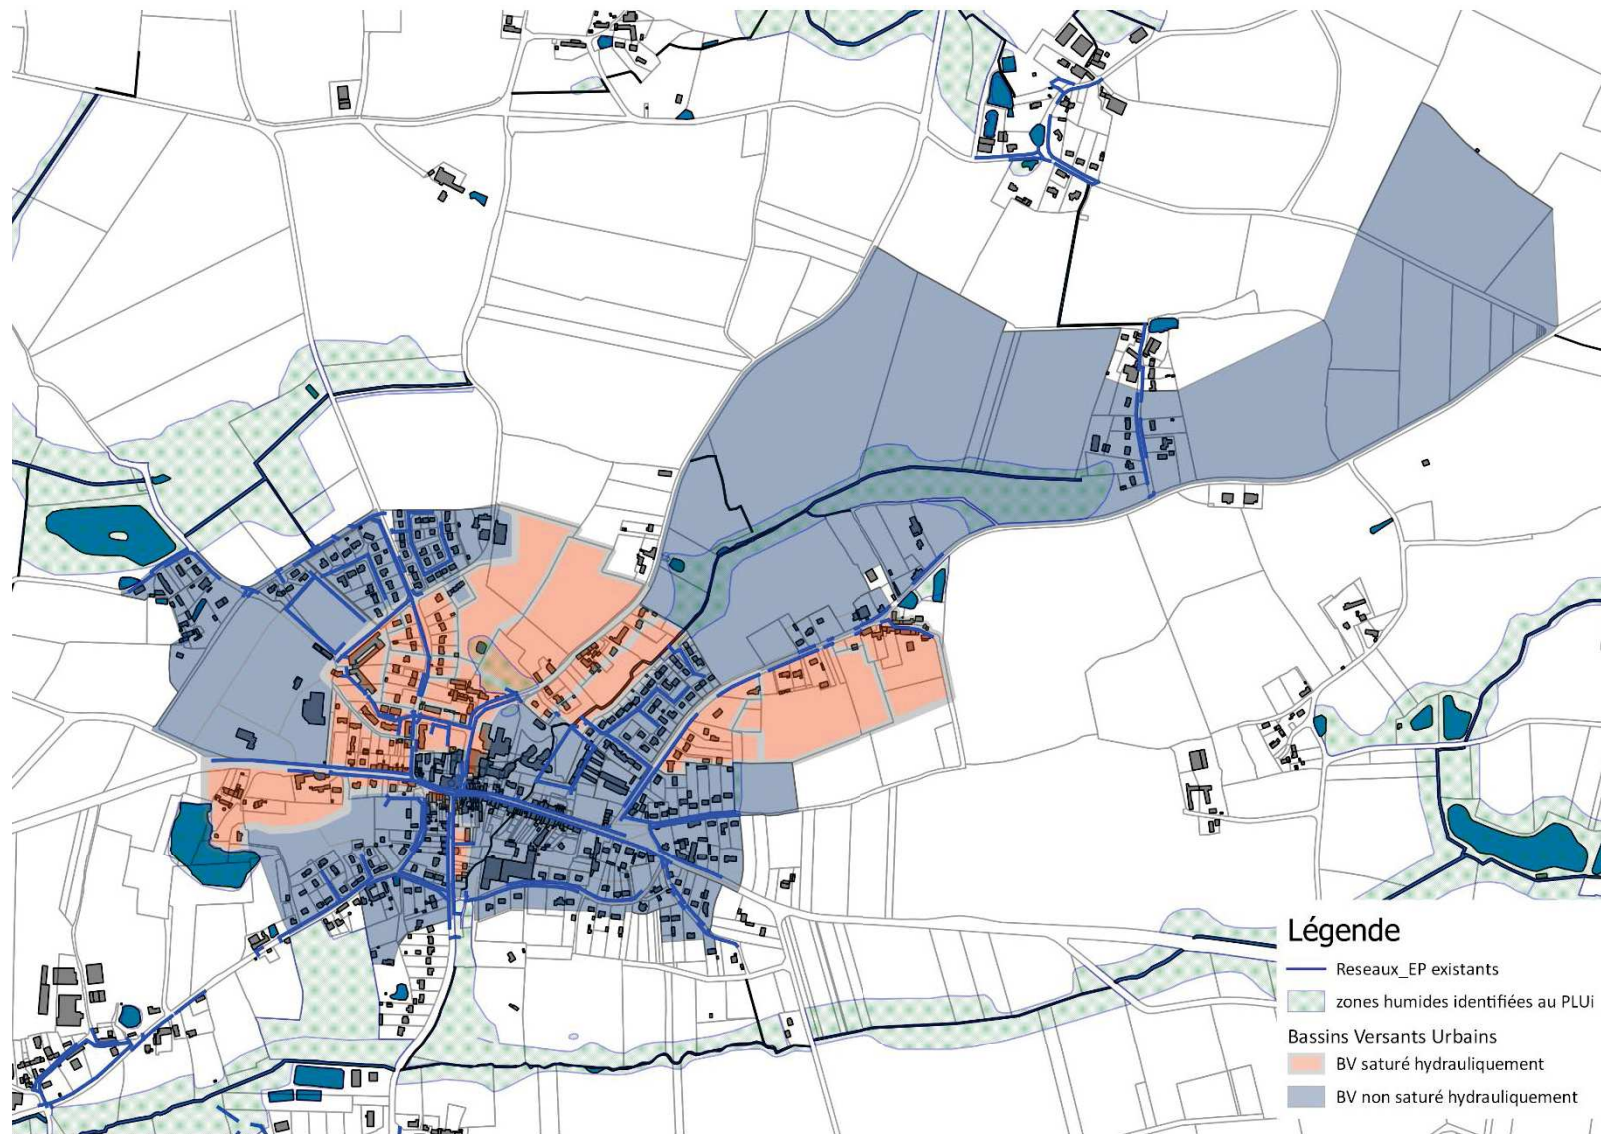 Légende
Reseaux_EP existants
zones humides identifiées au PLUi
Bassins Versants Urbains
BV saturé hydrauliquement
BV non saturé hydrauliquement